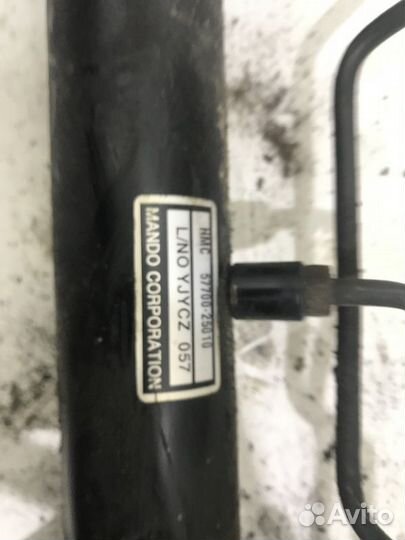 HMC 57700-25010
L/NO YJYCZ 057
MANDO CORPORATION
Avito